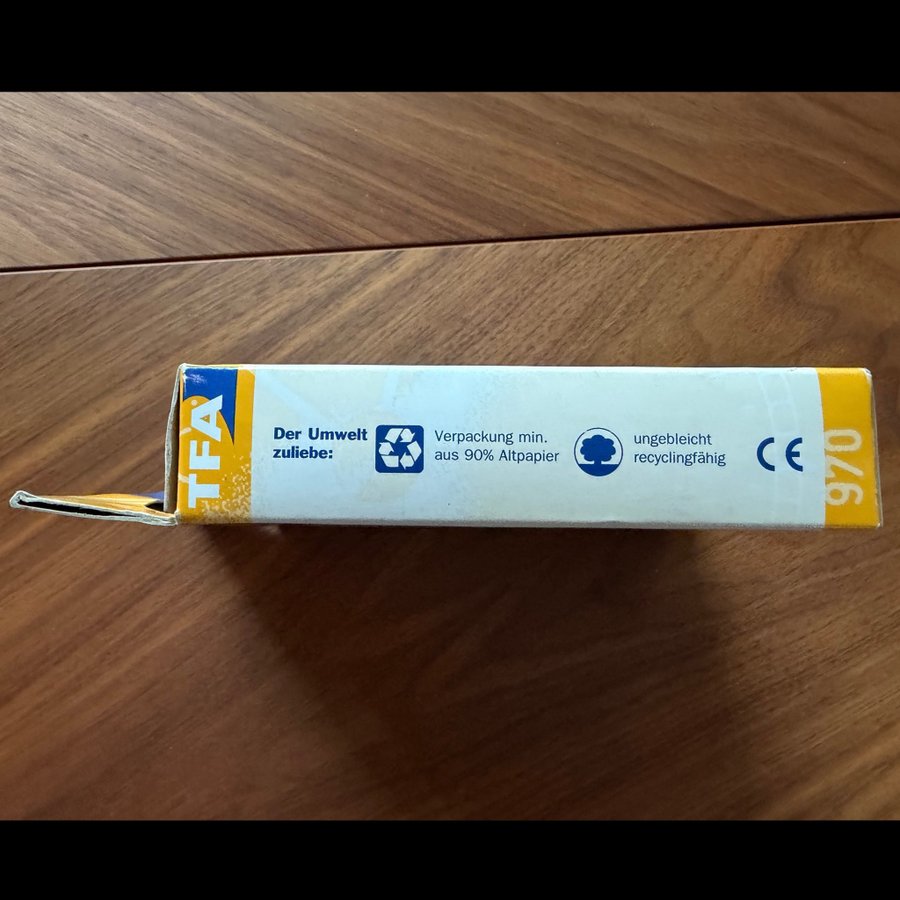 TFA®
Der Umwelt
zuliebe:
Verpackung min.
aus 90% Altpapier
ungebleicht
recyclingfähig
CE
970